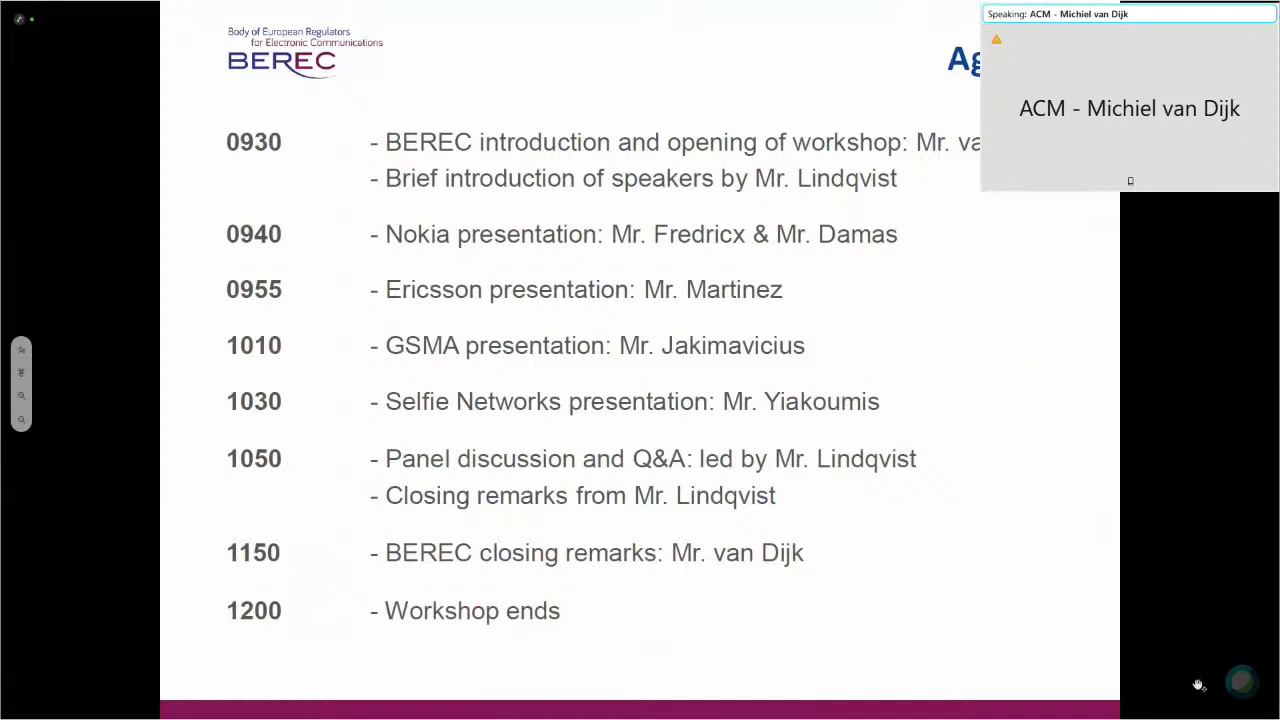 Body of European Regulators
for Electronic Communications
BEREC
Speaking: ACM - Michiel van Dijk
ACM - Michiel van Dijk
0930 - BEREC introduction and opening of workshop: Mr.
- Brief introduction of speakers by Mr. Lindqvist
0940 - Nokia presentation: Mr. Fredricx & Mr. Damas
0955 - Ericsson presentation: Mr. Martinez
1010 - GSMA presentation: Mr. Jakimavicius
1030 - Selfie Networks presentation: Mr. Yiakoumis
1050 - Panel discussion and Q&A: led by Mr. Lindqvist
- Closing remarks from Mr. Lindqvist
1150 - BEREC closing remarks: Mr. van Dijk
1200 - Workshop ends